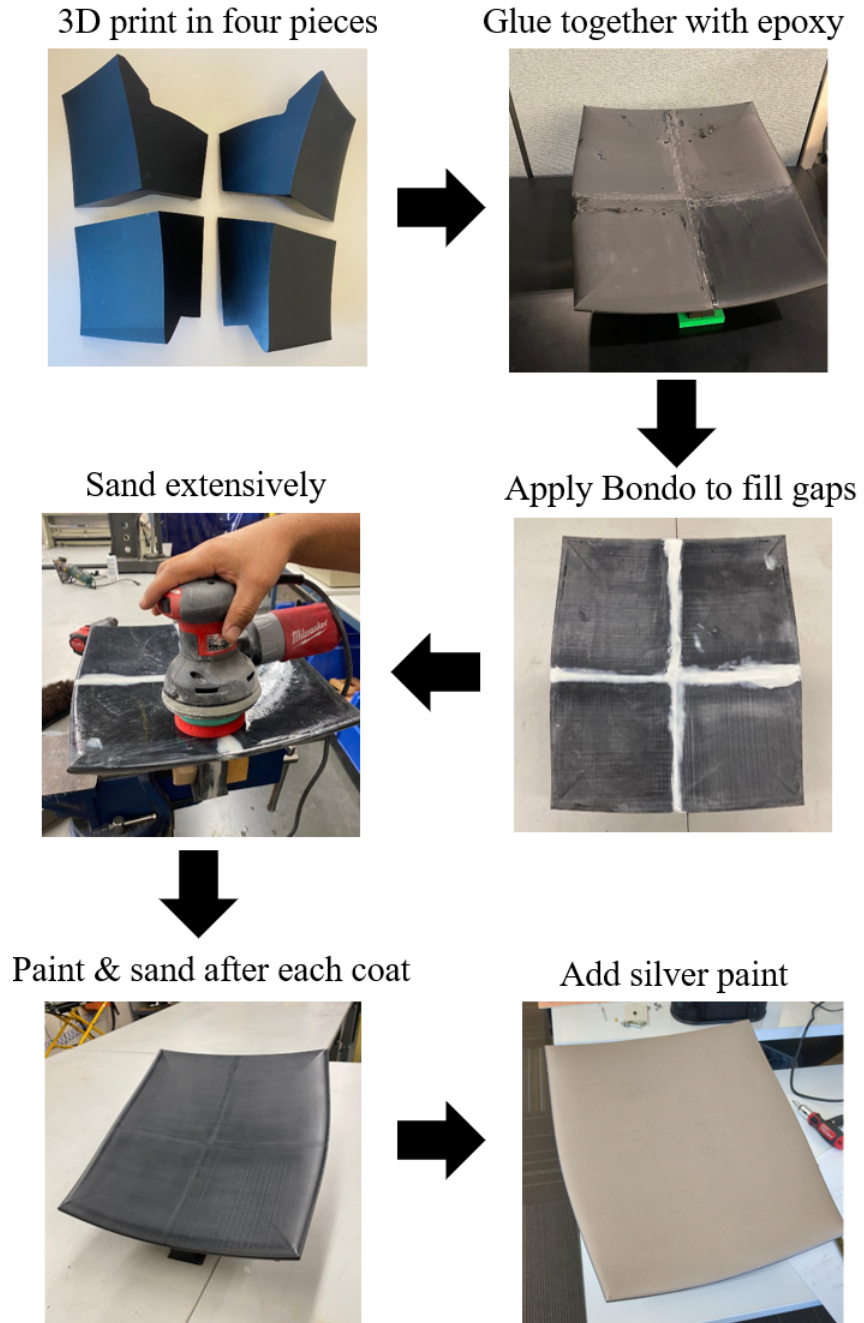 3D print in four pieces
Glue together with epoxy
Apply Bondo to fill gaps
Sand extensively
Milwaukee
Paint & sand after each coat
Add silver paint